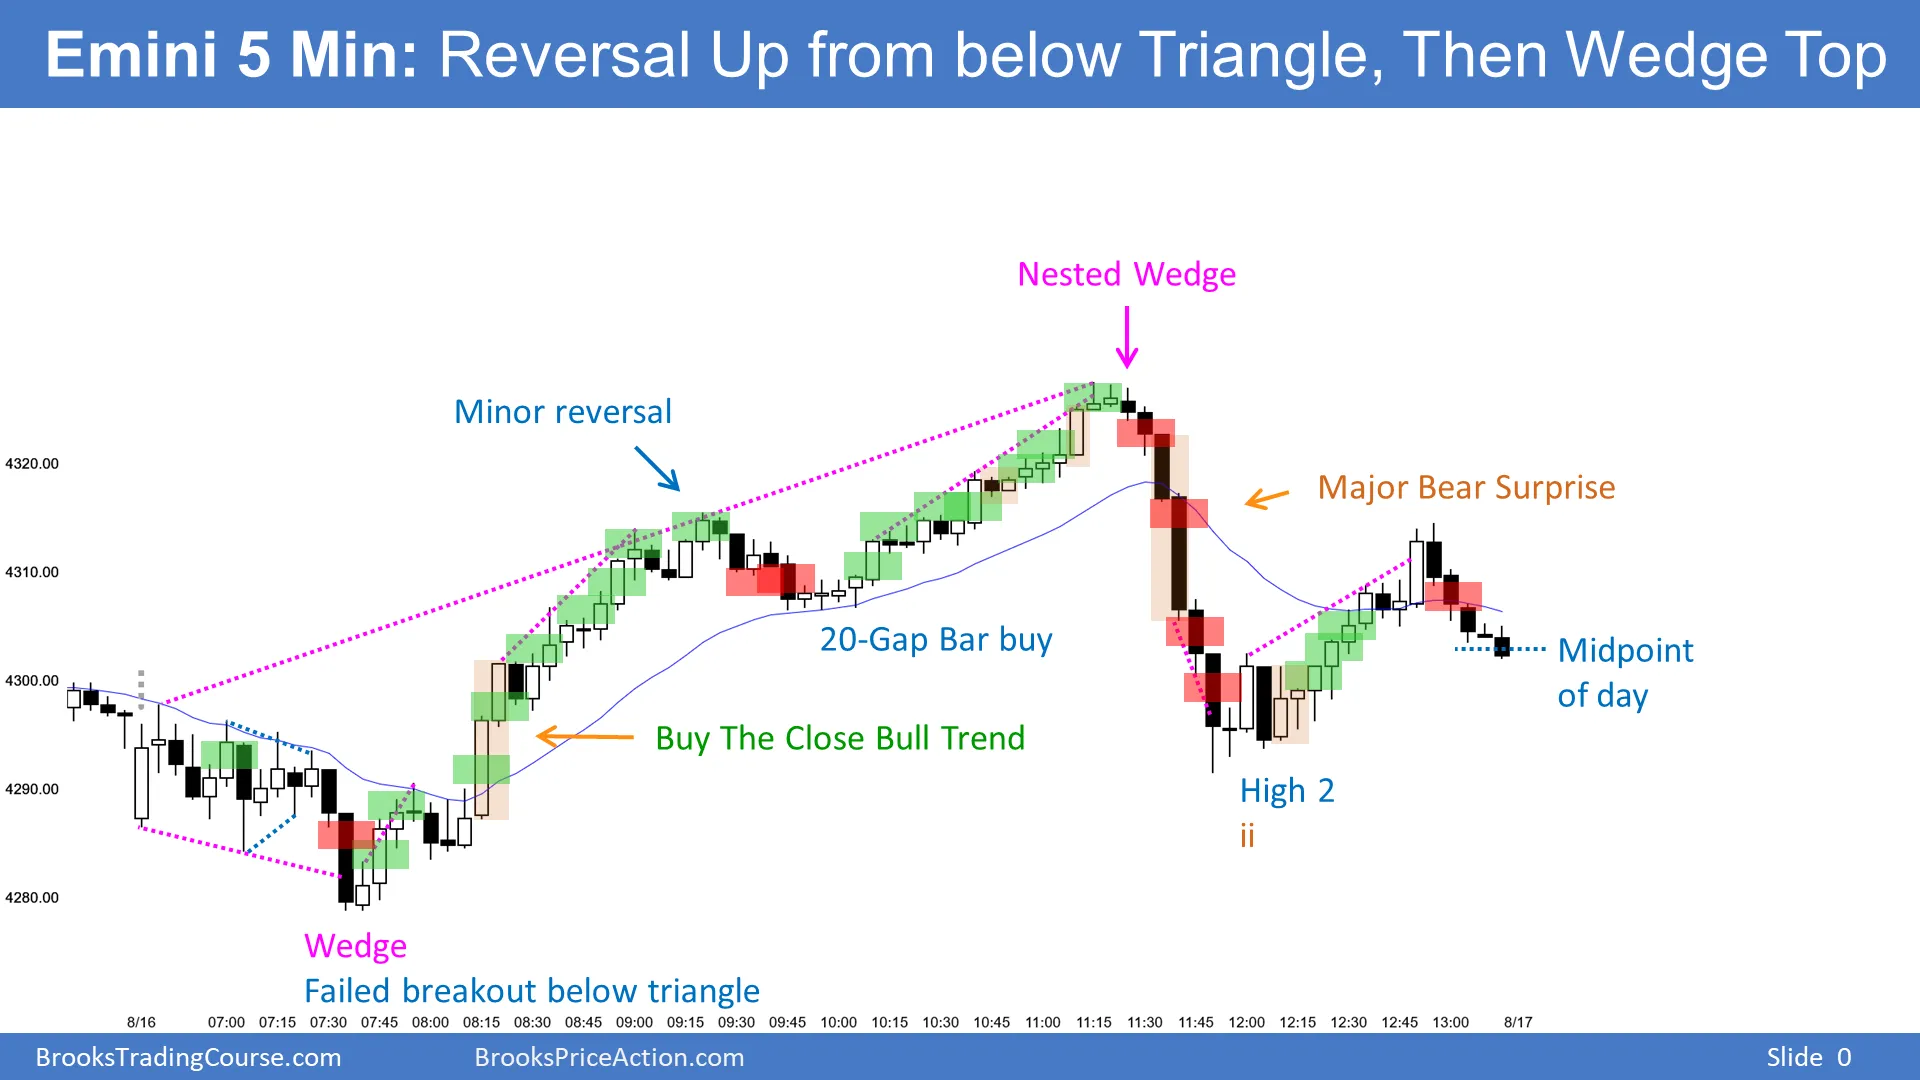 Emini 5 Min: Reversal Up from below Triangle, Then Wedge Top
Nested Wedge
Minor reversal
4320.00
Major Bear Surprise
4310.00
20-Gap Bar buy
Midpoint
of day
4300.00
Buy The Close Bull Trend
4290.00
High 2
ii
4280.00
Wedge
Failed breakout below triangle
8/16 07:00 07:15 07:30 07:45 08:00 08:15 08:30 08:45 09:00 09:15 09:30 09:45 10:00 10:15 10:30 10:45 11:00 11:15 11:30 11:45 12:00 12:15 12:30 12:45 13:00 8/17
BrooksTradingCourse.com BrooksPriceAction.com Slide 0